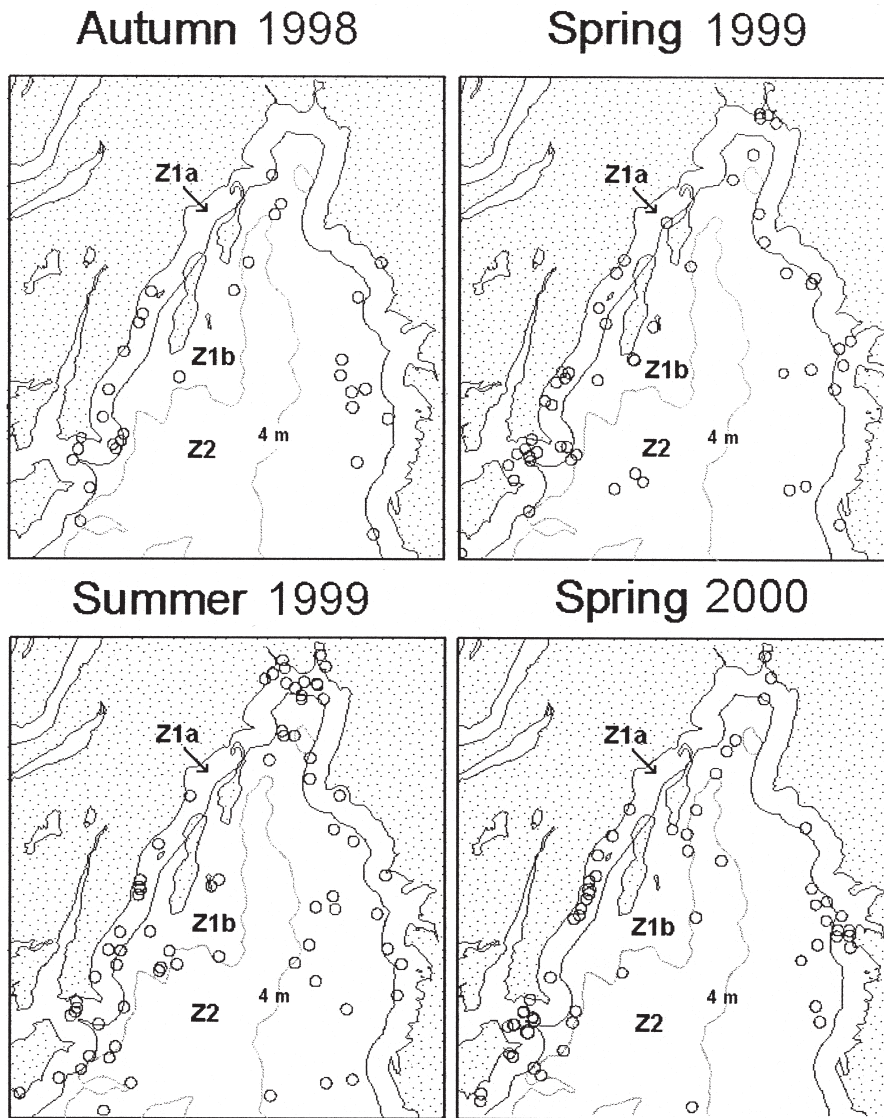 Autumn 1998
Spring 1999
Z1a
Z1b
4 m
Z2
Z1a
Z1b
4 m
Z2
Summer 1999
Spring 2000
Z1a
Z1b
4 m
Z2
Z1a
Z1b
4 m
Z2